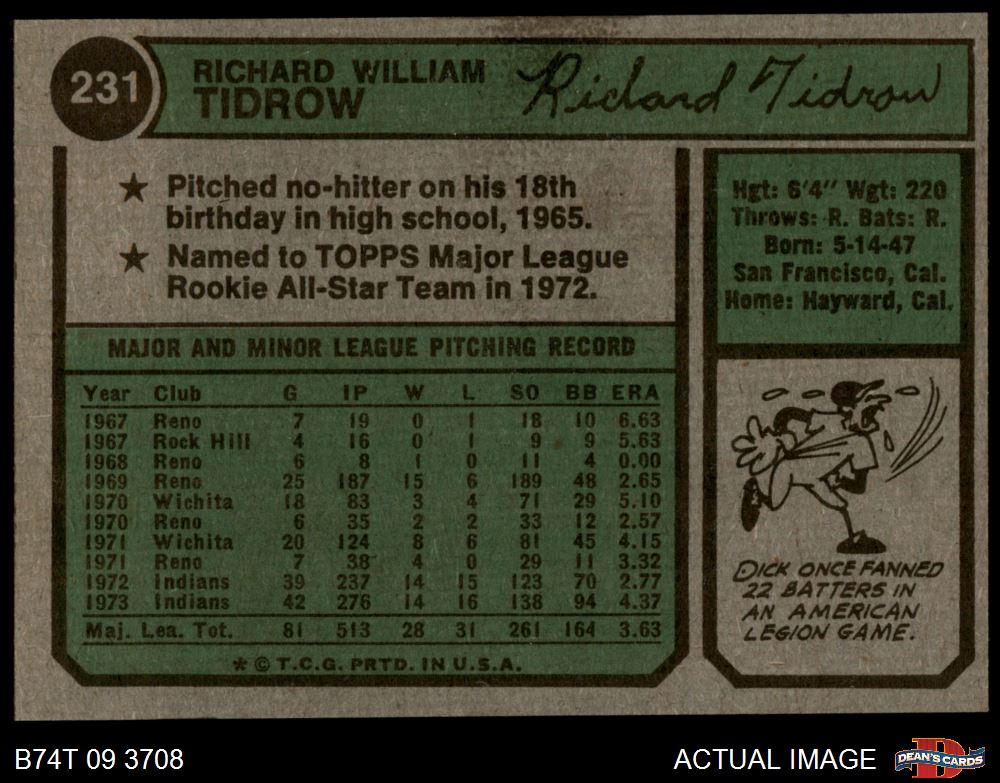 231
RICHARD WILLIAM
TIDROW
Richard Tidrow
★ Pitched no-hitter on his 18th
birthday in high school, 1965.
★ Named to TOPPS Major League
Rookie All-Star Team in 1972.
Hgt: 6'4" Wgt: 220
Throws: R. Bats: R.
Born: 5-14-47
San Francisco, Cal.
Home: Hayward, Cal.
MAJOR AND MINOR LEAGUE PITCHING RECORD
Year Club G IP W L SO BB ERA
1967 Reno 7 19 0 1 18 10 6.63
1967 Rock Hill 4 16 0 1 9 9 5.63
1968 Reno 6 8 1 0 11 4 0.00
1969 Reno 25 187 15 6 189 48 2.65
1970 Wichita 18 83 3 4 71 29 5.10
1970 Reno 6 35 2 2 33 12 2.57
1971 Wichita 20 124 8 6 81 45 4.15
1971 Reno 7 38 4 0 29 11 3.32
1972 Indians 39 237 14 15 123 70 2.77
1973 Indians 42 276 14 16 138 94 4.37
Maj. Lea. Tot. 81 513 28 31 261 164 3.63
★ © T.C.G. PRTD. IN U.S.A.
DICK ONCE FANNED
22 BATTERS IN
AN AMERICAN
LEGION GAME.
B74T 09 3708
ACTUAL IMAGE
D
DEAN'S CARDS